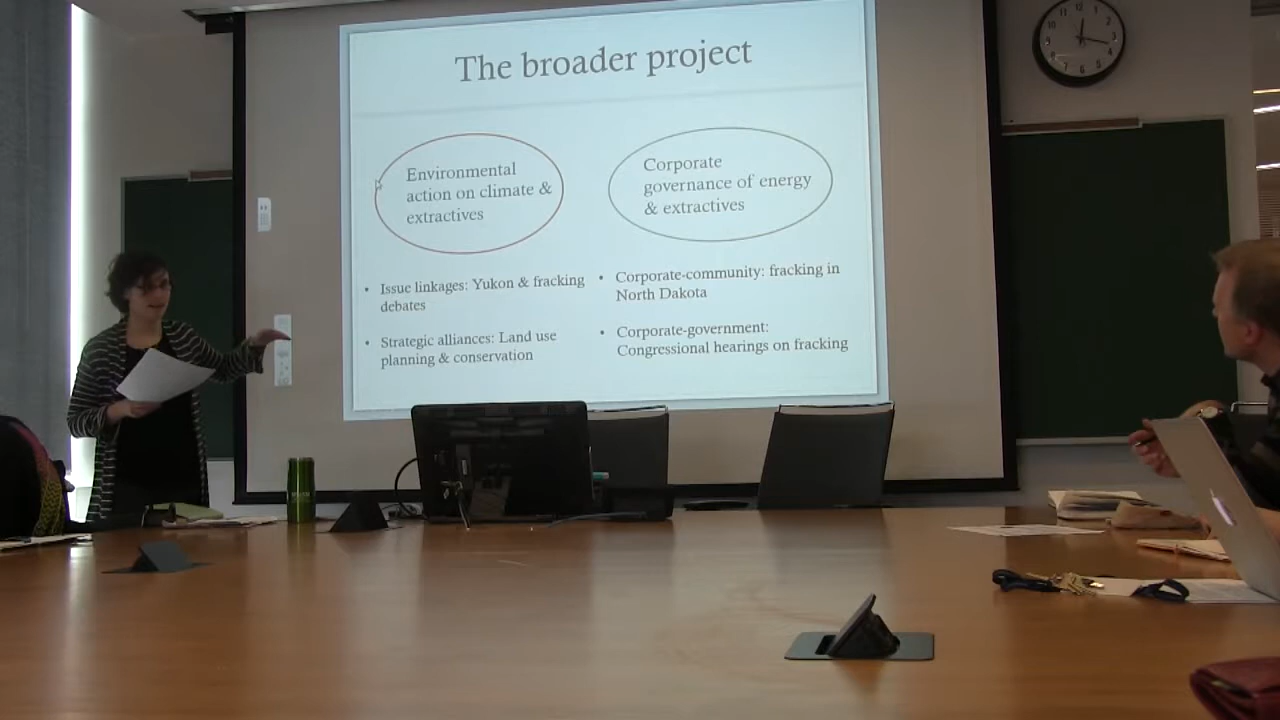 The broader project
Environmental
action on climate &
extractives
Corporate
governance of energy
& extractives
• Issue linkages: Yukon & fracking
debates
• Strategic alliances: Land use
planning & conservation
• Corporate-community: fracking in
North Dakota
• Corporate-government:
Congressional hearings on fracking